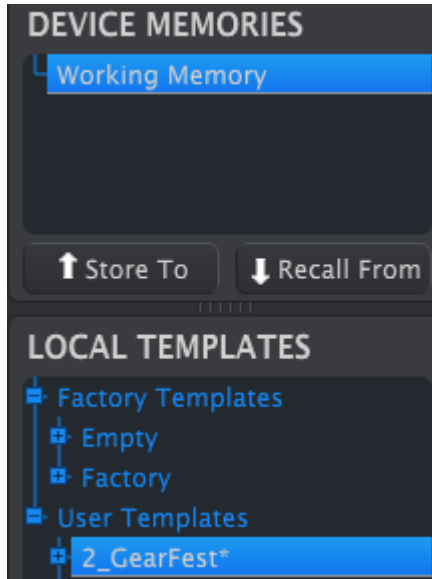 DEVICE MEMORIES
Working Memory
Store To
Recall From
LOCAL TEMPLATES
Factory Templates
Empty
Factory
User Templates
2_GearFest*